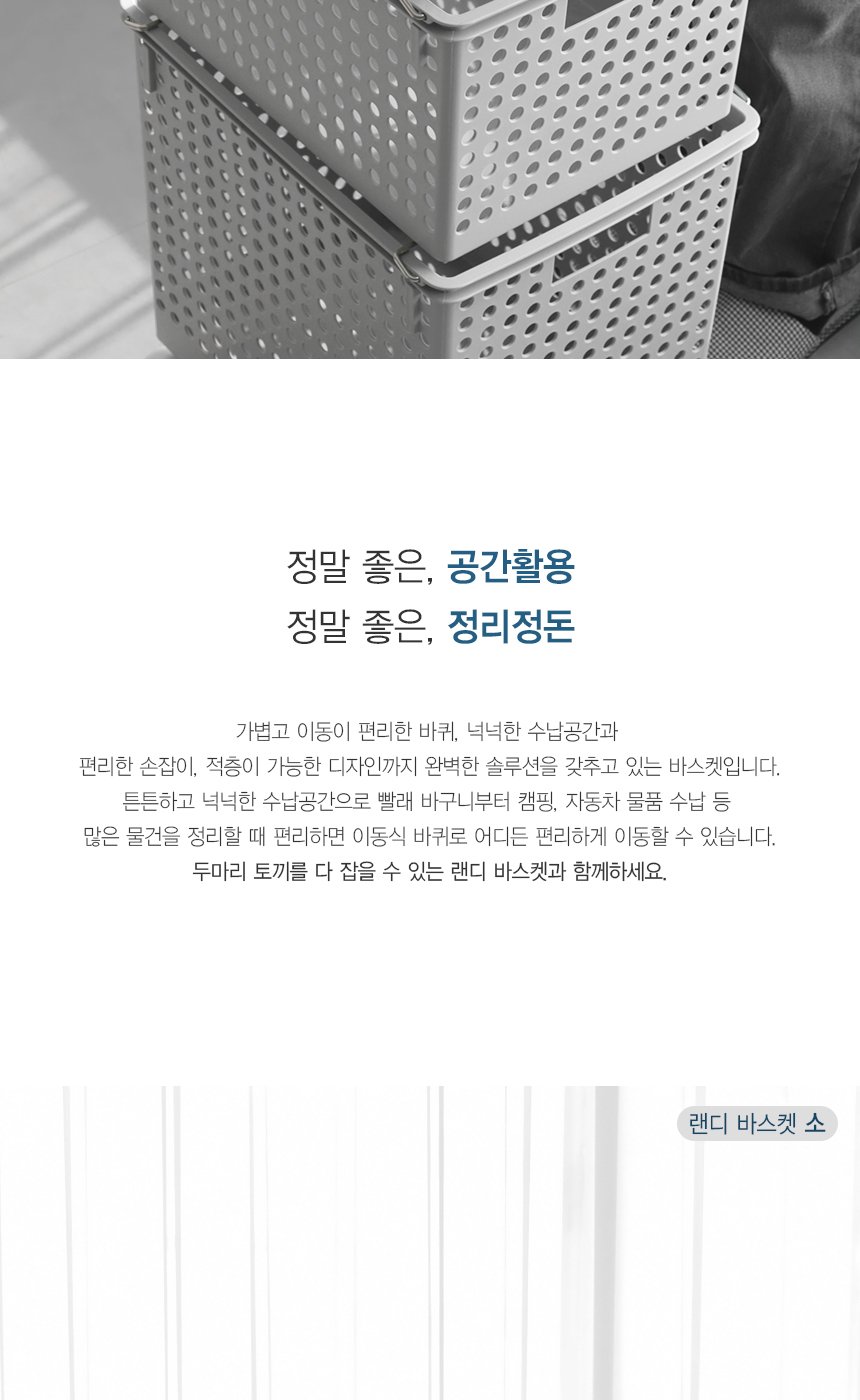 정말 좋은, 공간활용
정말 좋은, 정리정돈
가볍고 이동이 편리한 바퀴, 넉넉한 수납공간과
편리한 손잡이, 적층이 가능한 디자인까지 완벽한 솔루션을 갖추고 있는 바스켓입니다.
튼튼하고 넉넉한 수납공간으로 빨래 바구니부터 캠핑, 자동차 물품 수납 등
많은 물건을 정리할 때 편리하면 이동식 바퀴로 어디든 편리하게 이동할 수 있습니다.
두마리 토끼를 다 잡을 수 있는 랜디 바스켓과 함께하세요.
랜디 바스켓 소